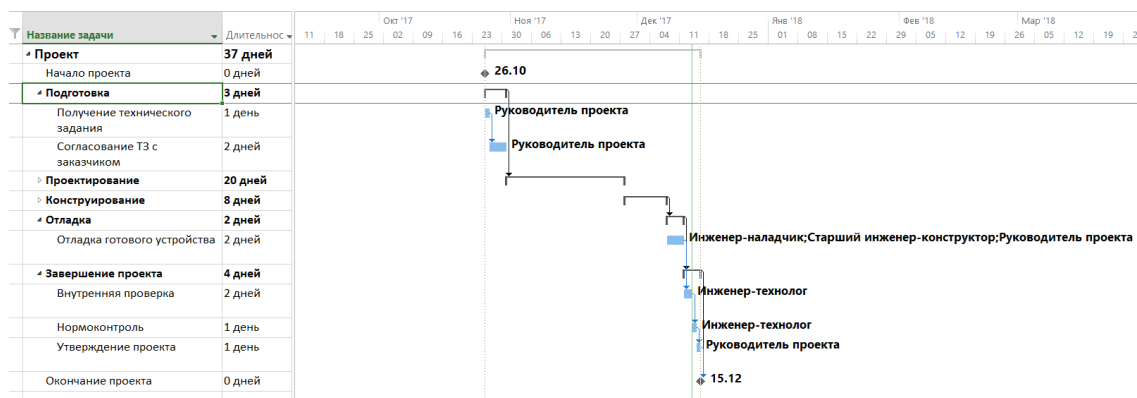 Окт '17 Ноя '17 Дек '17 Янв '18 Фев '18 Мар '18
Название задачи Длительнос 11 18 25 02 09 16 23 30 06 13 20 27 04 11 18 25 01 08 15 22 29 05 12 19 26 05 12 19 2
Проект 37 дней
Начало проекта 0 дней 26.10
Подготовка 3 дней
Получение технического 1 день Руководитель проекта
задания
Согласование ТЗ с 2 дней Руководитель проекта
заказчиком
Проектирование 20 дней
Конструирование 8 дней
Отладка 2 дней
Отладка готового устройства 2 дней Инженер-наладчик;Старший инженер-конструктор;Руководитель проекта
Завершение проекта 4 дней
Внутренняя проверка 2 дней Инженер-технолог
Нормоконтроль 1 день Инженер-технолог
Утверждение проекта 1 день Руководитель проекта
Окончание проекта 0 дней 15.12